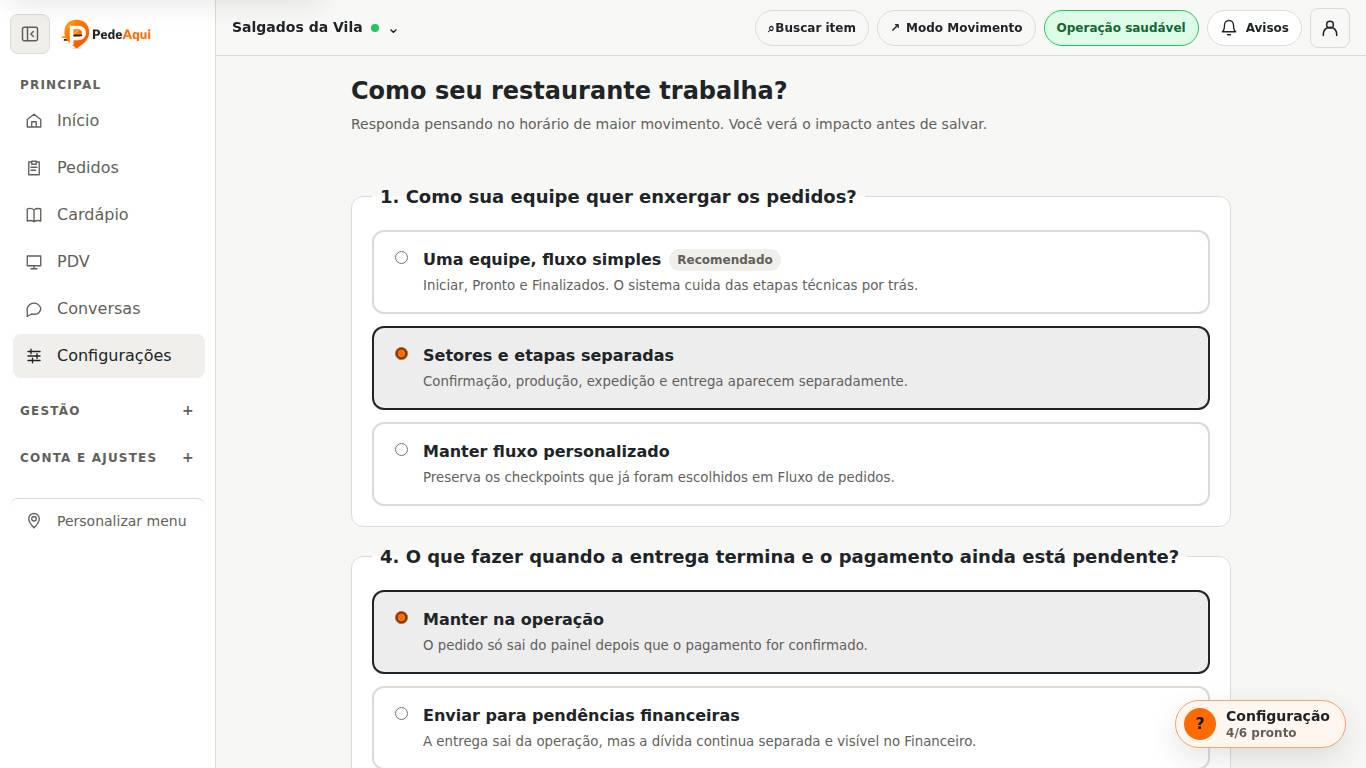 PedeAqui
Salgados da Vila
Buscar item
Modo Movimento
Operação saudável
Avisos
PRINCIPAL
Início
Pedidos
Cardápio
PDV
Conversas
Configurações
GESTÃO +
CONTA E AJUSTES +
Personalizar menu
Como seu restaurante trabalha?
Responda pensando no horário de maior movimento. Você verá o impacto antes de salvar.
1. Como sua equipe quer enxergar os pedidos?
Uma equipe, fluxo simples Recomendado
Iniciar, Pronto e Finalizados. O sistema cuida das etapas técnicas por trás.
Setores e etapas separadas
Confirmação, produção, expedição e entrega aparecem separadamente.
Manter fluxo personalizado
Preserva os checkpoints que já foram escolhidos em Fluxo de pedidos.
4. O que fazer quando a entrega termina e o pagamento ainda está pendente?
Manter na operação
O pedido só sai do painel depois que o pagamento for confirmado.
Enviar para pendências financeiras
A entrega sai da operação, mas a dívida continua separada e visível no Financeiro.
? Configuração
4/6 pronto